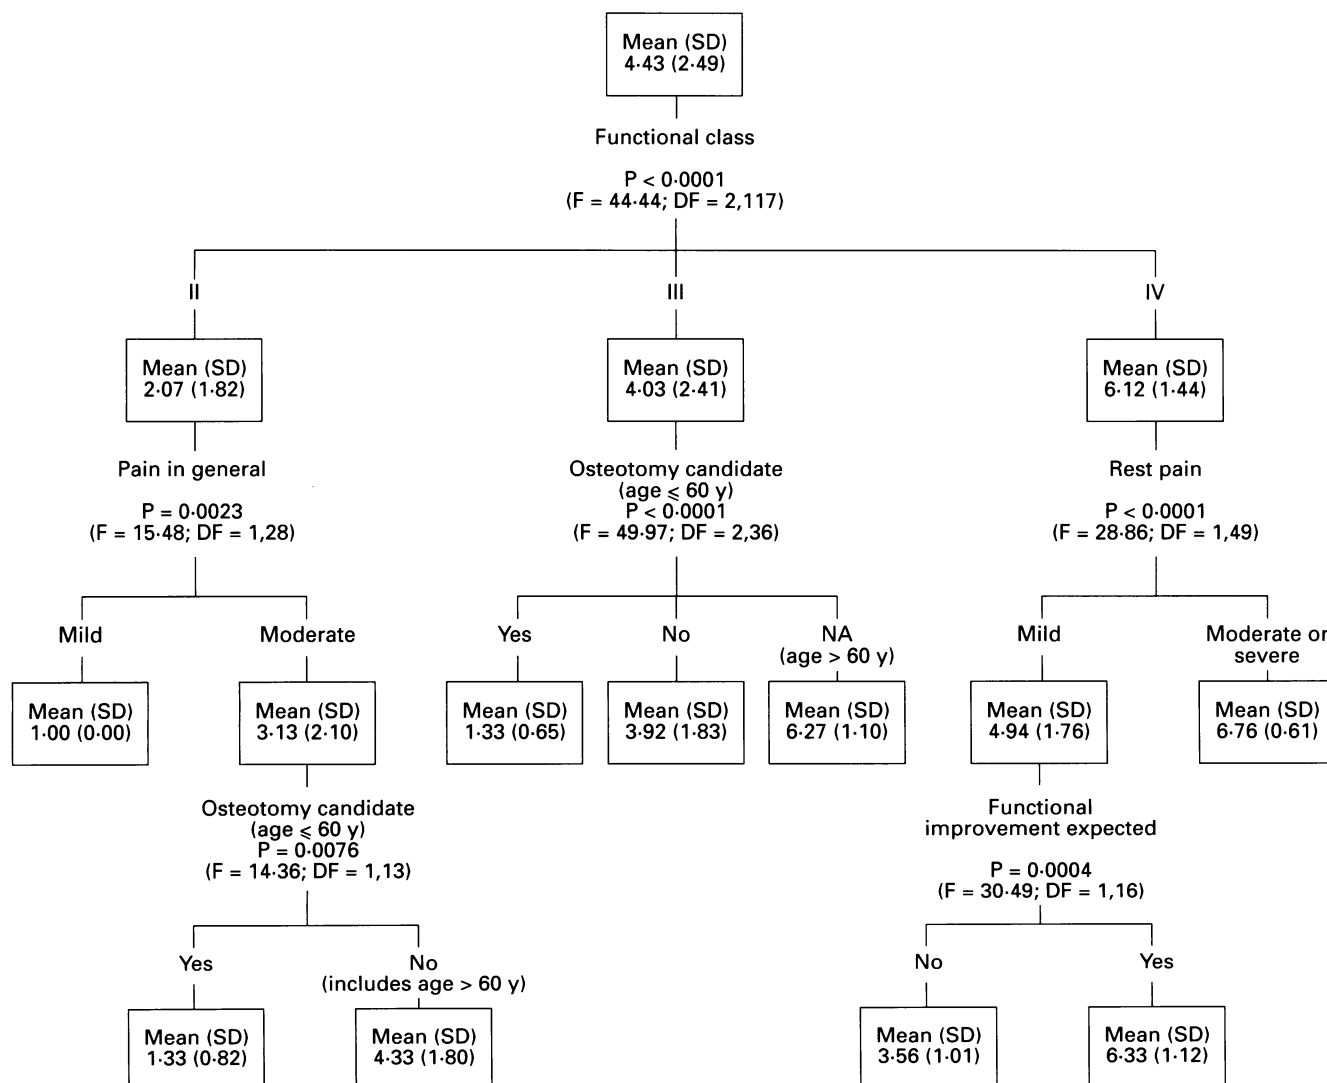 Mean (SD)
4·43 (2·49)
Functional class
P < 0·0001
(F = 44·44; DF = 2,117)
II
III
IV
Mean (SD)
2·07 (1·82)
Mean (SD)
4·03 (2·41)
Mean (SD)
6·12 (1·44)
Pain in general
P = 0·0023
(F = 15·48; DF = 1,28)
Osteotomy candidate
(age ⩽ 60 y)
P < 0·0001
(F = 49·97; DF = 2,36)
Rest pain
P < 0·0001
(F = 28·86; DF = 1,49)
Mild
Moderate
Yes
No
NA
(age > 60 y)
Mild
Moderate or
severe
Mean (SD)
1·00 (0·00)
Mean (SD)
3·13 (2·10)
Mean (SD)
1·33 (0·65)
Mean (SD)
3·92 (1·83)
Mean (SD)
6·27 (1·10)
Mean (SD)
4·94 (1·76)
Mean (SD)
6·76 (0·61)
Osteotomy candidate
(age ⩽ 60 y)
P = 0·0076
(F = 14·36; DF = 1,13)
Functional
improvement expected
P = 0·0004
(F = 30·49; DF = 1,16)
Yes
No
(includes age > 60 y)
No
Yes
Mean (SD)
1·33 (0·82)
Mean (SD)
4·33 (1·80)
Mean (SD)
3·56 (1·01)
Mean (SD)
6·33 (1·12)